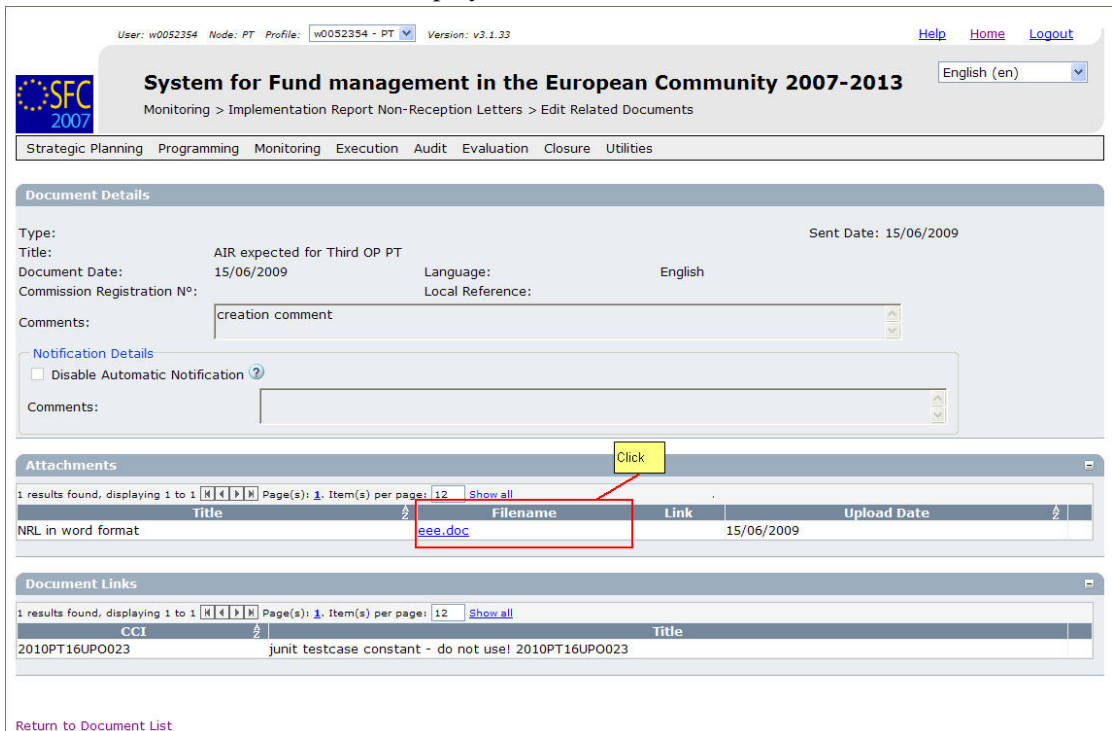 User: w0052354 Node: PT Profile: w0052354 - PT Version: v3.1.33 Help Home Logout
System for Fund management in the European Community 2007-2013 English (en)
SFC 2007
Monitoring > Implementation Report Non-Reception Letters > Edit Related Documents
Strategic Planning Programming Monitoring Execution Audit Evaluation Closure Utilities
Document Details
Type: Sent Date: 15/06/2009
Title: AIR expected for Third OP PT
Document Date: 15/06/2009 Language: English
Commission Registration Nº: Local Reference:
Comments: creation comment
Notification Details
Disable Automatic Notification ?
Comments:
Click
Attachments
1 results found, displaying 1 to 1 Page(s): 1. Item(s) per page: 12 Show all .
Title Filename Link Upload Date
NRL in word format eee.doc 15/06/2009
Document Links
1 results found, displaying 1 to 1 Page(s): 1. Item(s) per page: 12 Show all
CCI Title
2010PT16UPO023 junit testcase constant - do not use! 2010PT16UPO023
Return to Document List